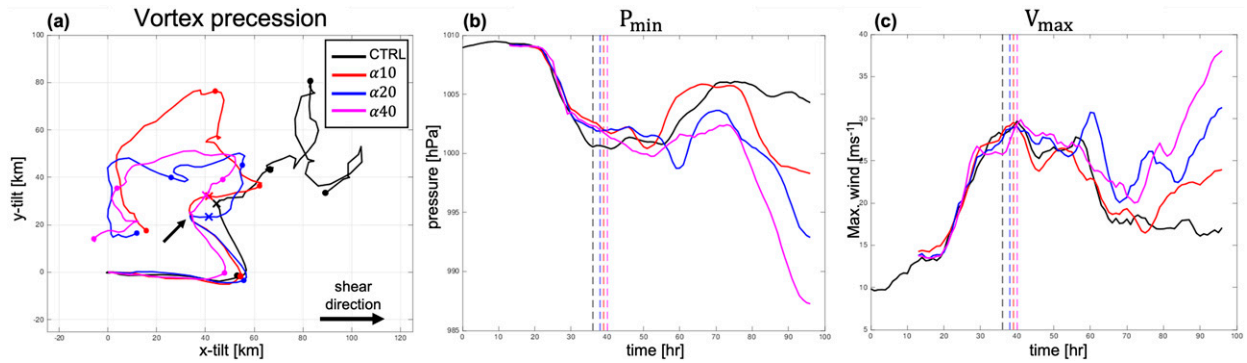 (a)
Vortex precession
y-tilt [km]
100
80
60
40
20
0
-20
CTRL
α10
α20
α40
shear
direction
-20 0 20 40 60 80 100 120
x-tilt [km]
(b)
Pmin
pressure [hPa]
1010
1005
1000
995
990
985
0 10 20 30 40 50 60 70 80 90 100
time [hr]
(c)
Vmax
Max. wind [ms-1]
40
35
30
25
20
15
10
5
0 10 20 30 40 50 60 70 80 90 100
time [hr]